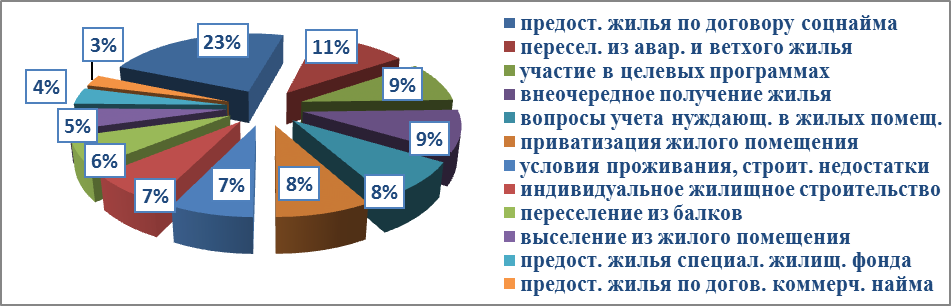 23%
11%
9%
9%
8%
8%
7%
7%
6%
5%
4%
3%
предост. жилья по договору соцнайма
пересел. из авар. и ветхого жилья
участие в целевых программах
внеочередное получение жилья
вопросы учета нуждающ. в жилых помещ.
приватизация жилого помещения
условия проживания, строит. недостатки
индивидуальное жилищное строительство
переселение из балков
выселение из жилого помещения
предост. жилья специал. жилищ. фонда
предост. жилья по догов. коммерч. найма